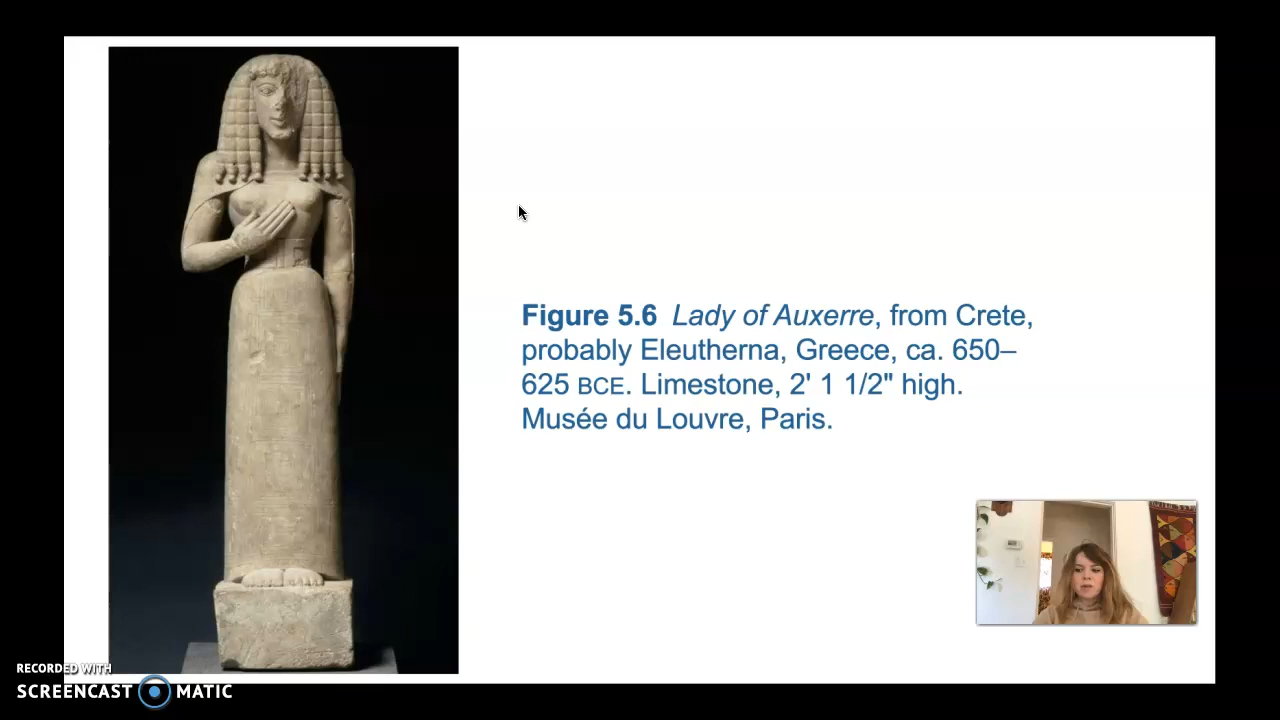 Figure 5.6 Lady of Auxerre, from Crete,
probably Eleutherna, Greece, ca. 650–
625 BCE. Limestone, 2' 1 1/2" high.
Musée du Louvre, Paris.
RECORDED WITH
SCREENCAST MATIC